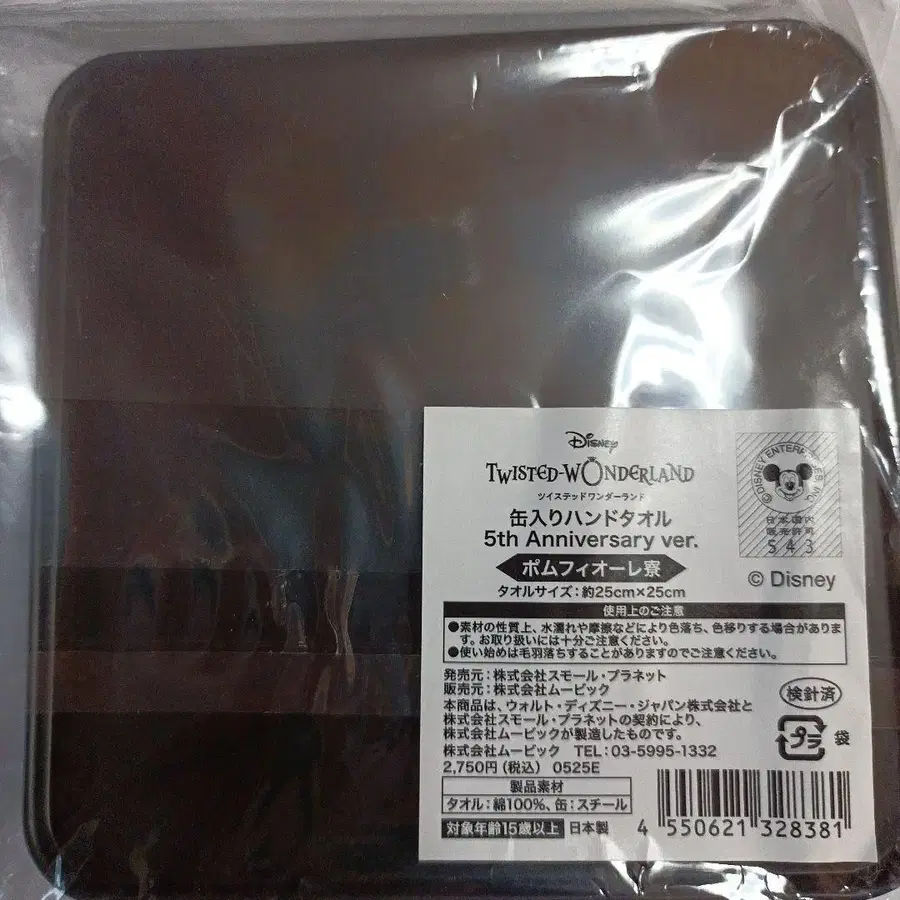 Disney
TWISTED-WONDERLAND
ツイステッドワンダーランド
缶入りハンドタオル
5th Anniversary ver.
ポムフィオーレ寮
タオルサイズ：約25cm×25cm
© DISNEY ENTERPRISES INC
日本国内
販売許可
S43
© Disney
使用上のご注意
●素材の性質上、水濡れや摩擦などにより色落ち、色移りする場合がありま
す。お取り扱いには十分ご注意ください。
●使い始めは毛羽落ちすることがありますのでご注意ください。
発売元：株式会社スモール・プラネット
販売元：株式会社ムービック
本商品は、ウォルト・ディズニー・ジャパン株式会社と
株式会社スモール・プラネットの契約により、
株式会社ムービックが製造したものです。
株式会社ムービック TEL：03-5995-1332
2,750円（税込） 0525E
検針済
プラ 袋
製品素材
タオル：綿100%、缶：スチール
対象年齢15歳以上 日本製
4 550621 328381